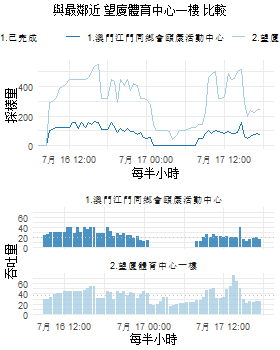 與最鄰近 望廈體育中心一樓 比較
1.已完成
1.澳門江門同鄉會頤康活動中心
2.望廈
採樣量
400
200
0
7月 16 12:00
7月 17 00:00
7月 17 12:00
每半小時
1.澳門江門同鄉會頤康活動中心
60
40
20
0
2.望廈體育中心一樓
60
40
20
0
吞吐量
7月 16 12:00
7月 17 00:00
7月 17 12:00
每半小時